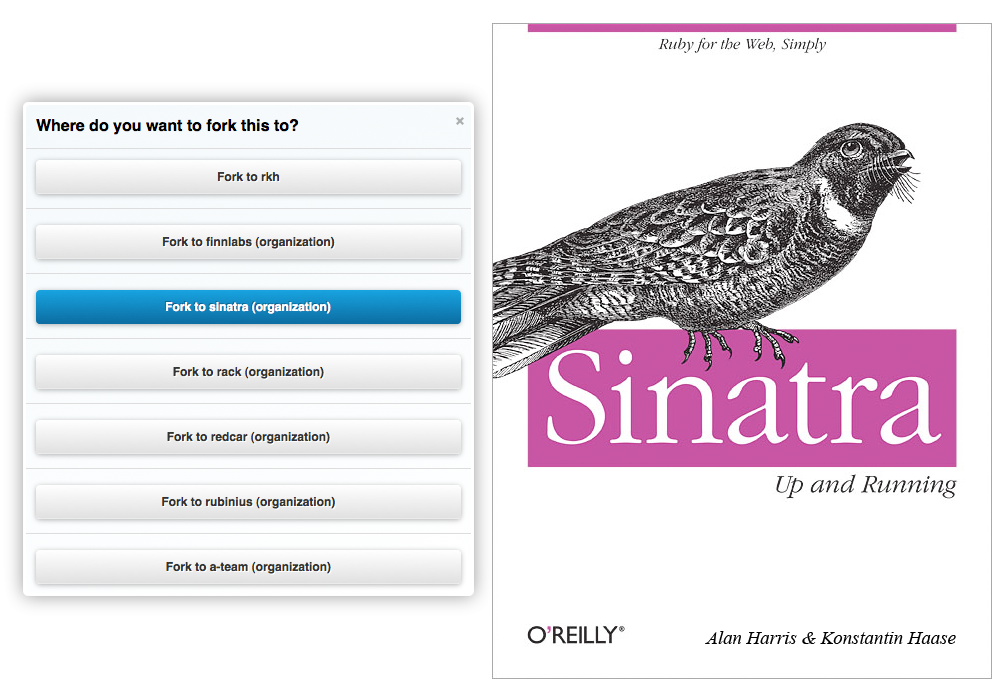 Where do you want to fork this to?
×
Fork to rkh
Fork to finnlabs (organization)
Fork to sinatra (organization)
Fork to rack (organization)
Fork to redcar (organization)
Fork to rubinius (organization)
Fork to a-team (organization)
Ruby for the Web, Simply
Sinatra
Up and Running
O'REILLY®
Alan Harris & Konstantin Haase